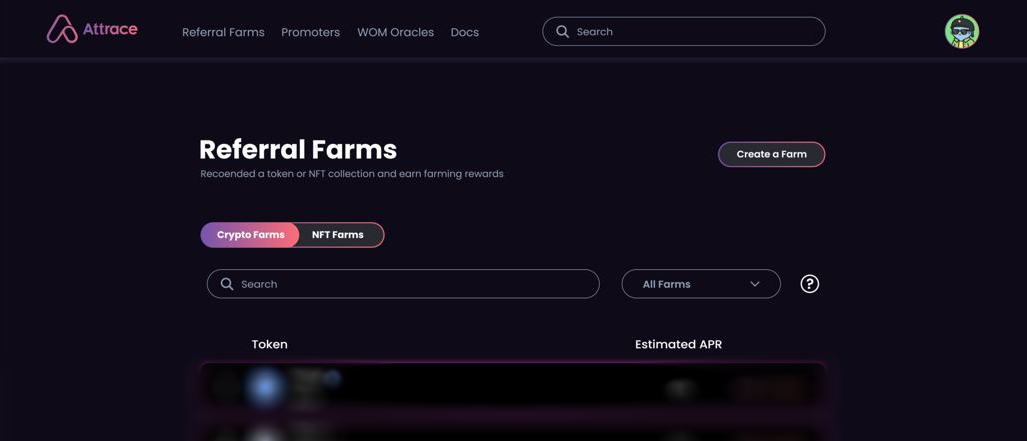 Attrace
Referral Farms Promoters WOM Oracles Docs Search
Referral Farms
Create a Farm
Recoended a token or NFT collection and earn farming rewards
Crypto Farms NFT Farms
Search All Farms ?
Token Estimated APR